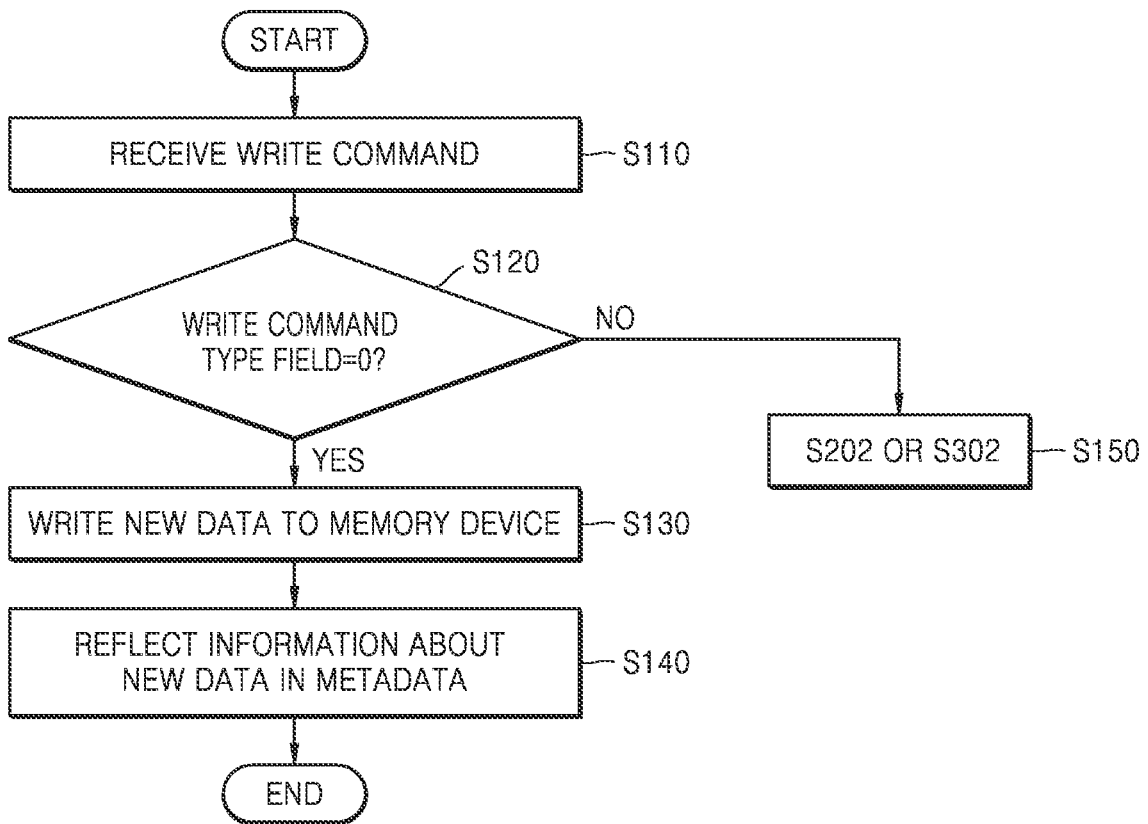 START
RECEIVE WRITE COMMAND
S110
S120
WRITE COMMAND
TYPE FIELD=0?
NO
YES
S202 OR S302
S150
WRITE NEW DATA TO MEMORY DEVICE
S130
REFLECT INFORMATION ABOUT
NEW DATA IN METADATA
S140
END